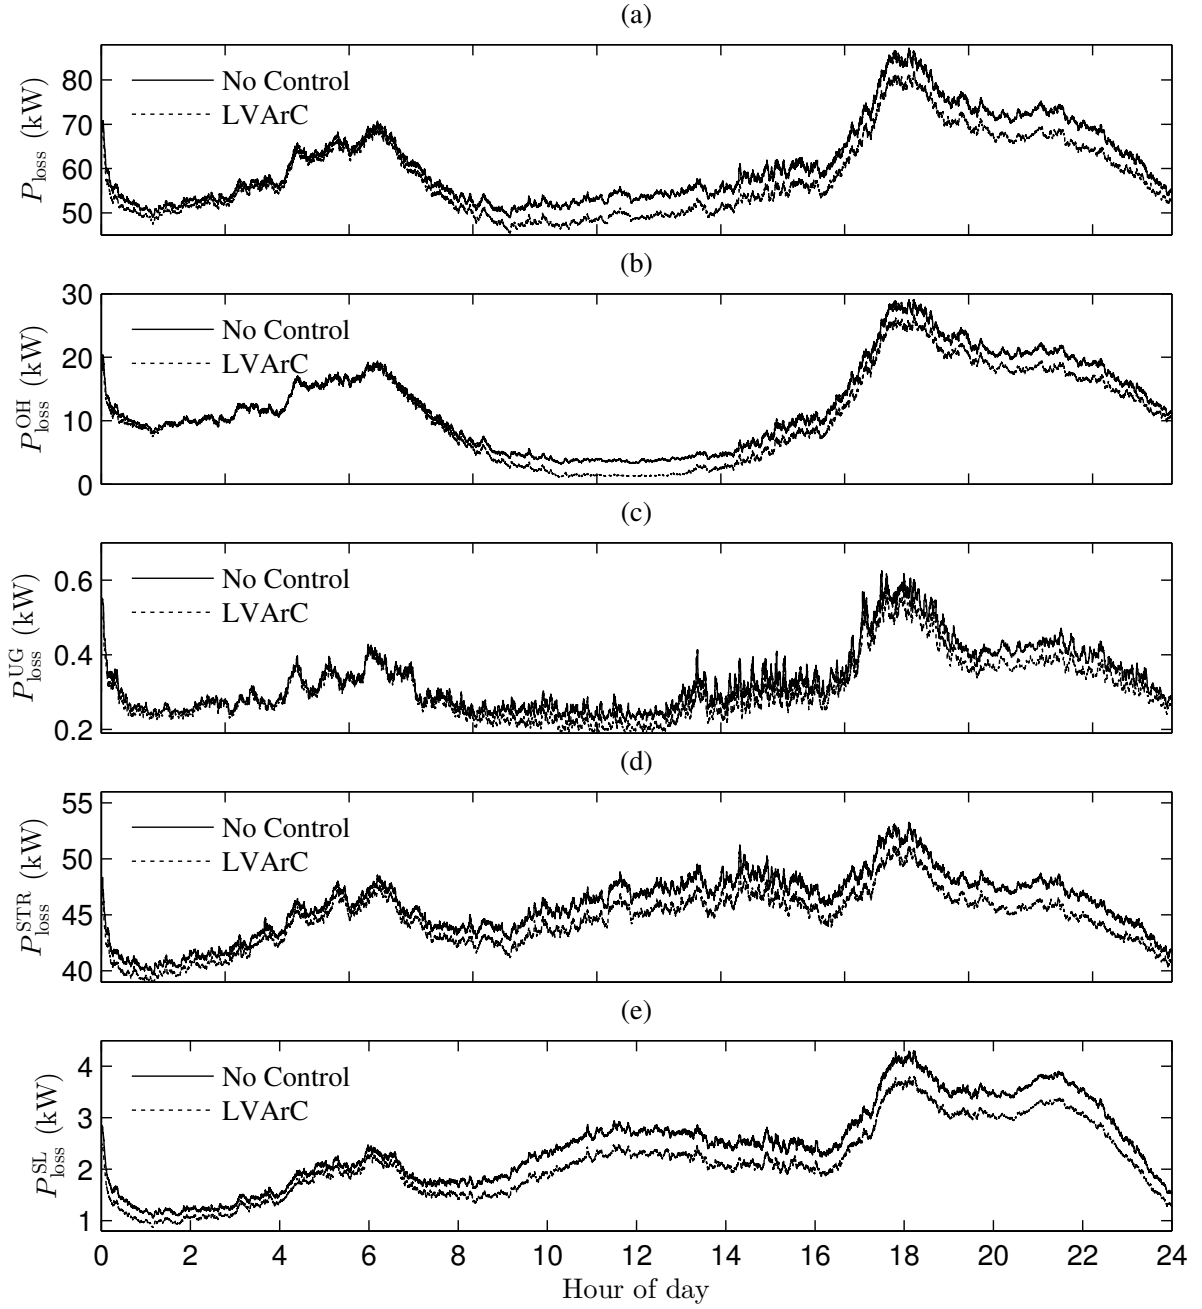 (a)
80
70
60
50
P_loss (kW)
No Control
LVArC
(b)
30
20
10
0
P_loss^OH (kW)
No Control
LVArC
(c)
0.6
0.4
0.2
P_loss^UG (kW)
No Control
LVArC
(d)
55
50
45
40
P_loss^STR (kW)
No Control
LVArC
(e)
4
3
2
1
P_loss^SL (kW)
No Control
LVArC
0 2 4 6 8 10 12 14 16 18 20 22 24
Hour of day